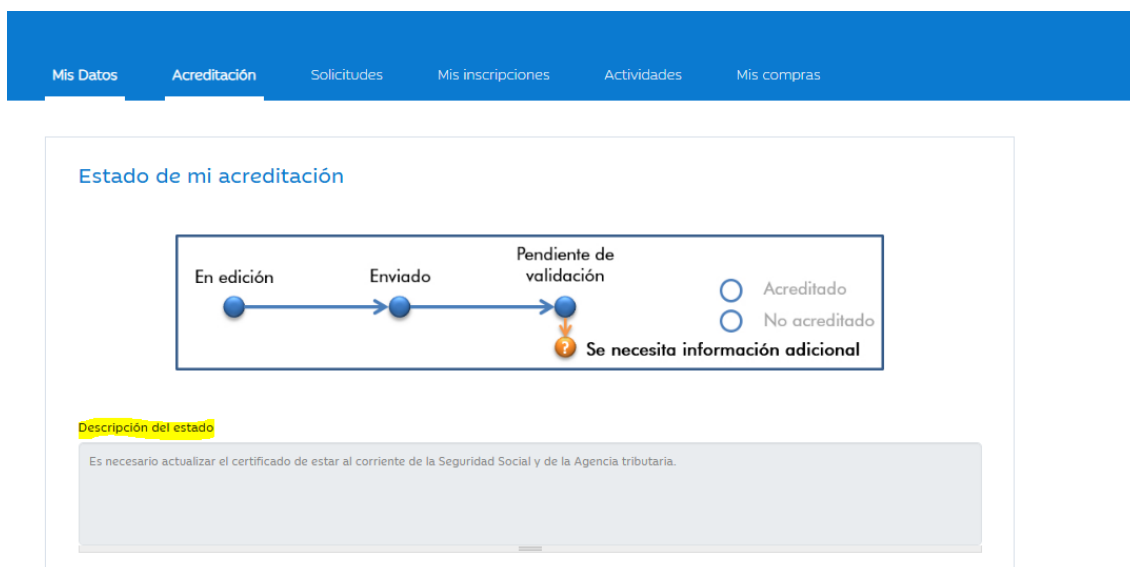 Mis Datos Acreditación Solicitudes Mis inscripciones Actividades Mis compras
Estado de mi acreditación
En edición
Enviado
Pendiente de
validación
Acreditado
No acreditado
? Se necesita información adicional
Descripción del estado
Es necesario actualizar el certificado de estar al corriente de la Seguridad Social y de la Agencia tributaria.